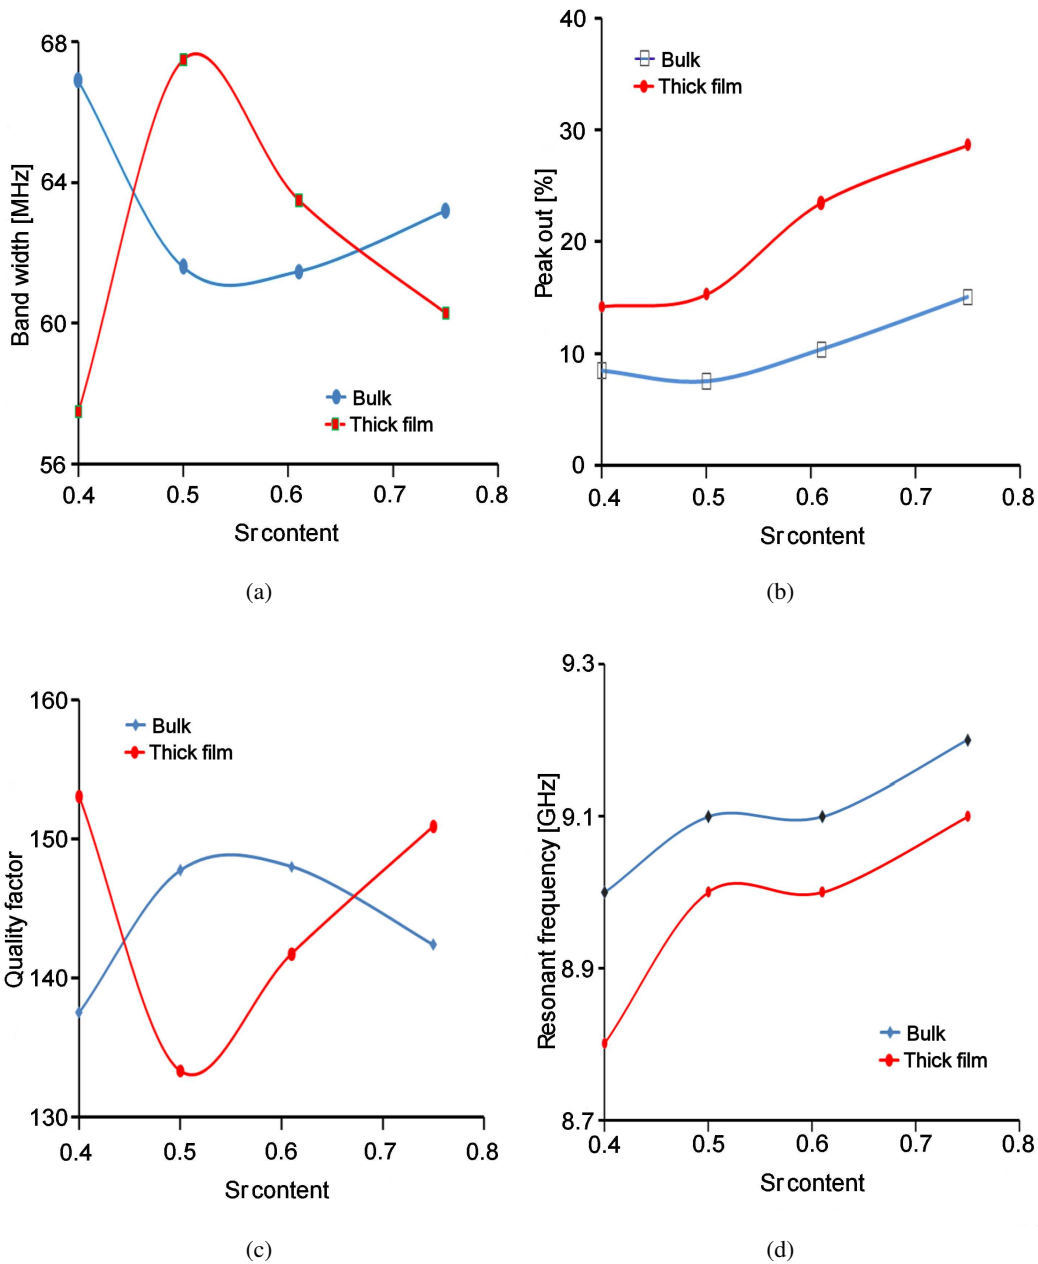 68
64
60
56
0.4 0.5 0.6 0.7 0.8
Band width [MHz]
Sr content
Bulk
Thick film
(a)
40
30
20
10
0
0.4 0.5 0.6 0.7 0.8
Peak out [%]
Sr content
Bulk
Thick film
(b)
160
150
140
130
0.4 0.5 0.6 0.7 0.8
Quality factor
Sr content
Bulk
Thick film
(c)
9.3
9.1
8.9
8.7
0.4 0.5 0.6 0.7 0.8
Resonant frequency [GHz]
Sr content
Bulk
Thick film
(d)